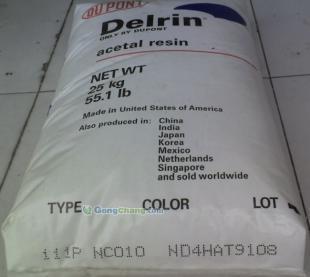 DUPONT
Delrin®
ONLY BY DUPONT
acetal resin
NET WT
25 kg
55.1 lb
Made in United States of America
Also produced in: China
India
Japan
Korea
Mexico
Netherlands
Singapore
and sold worldwide
TYPE COLOR LOT
GongChang.com
111P NC010 ND4HAT9108